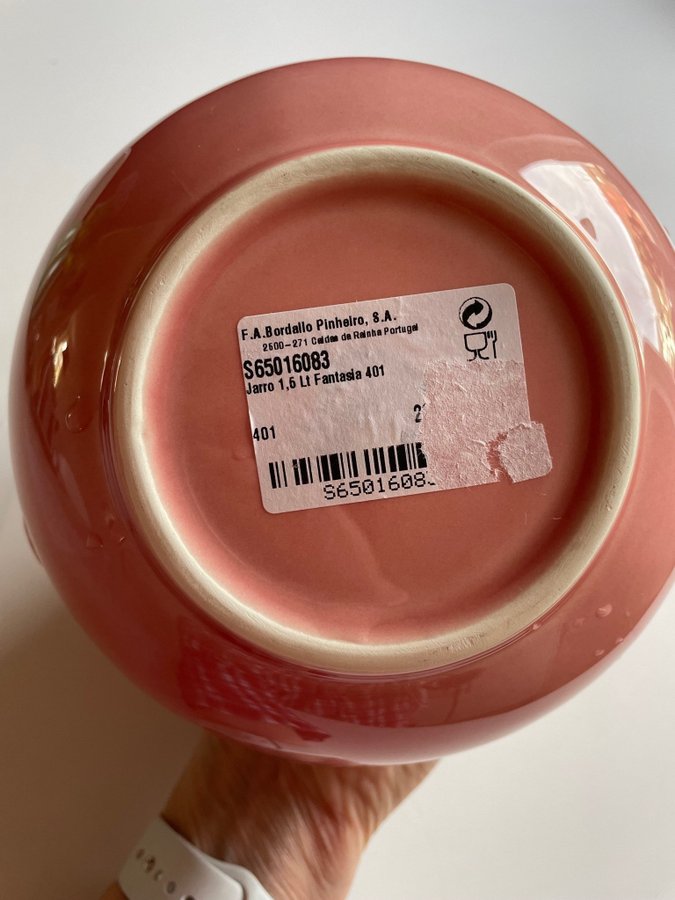 F.A.Bordallo Pinheiro, S.A.
2500-271 Caldas da Rainha Portugal
S65016083
Jarro 1,6 Lt Fantasia 401
401
S6501608